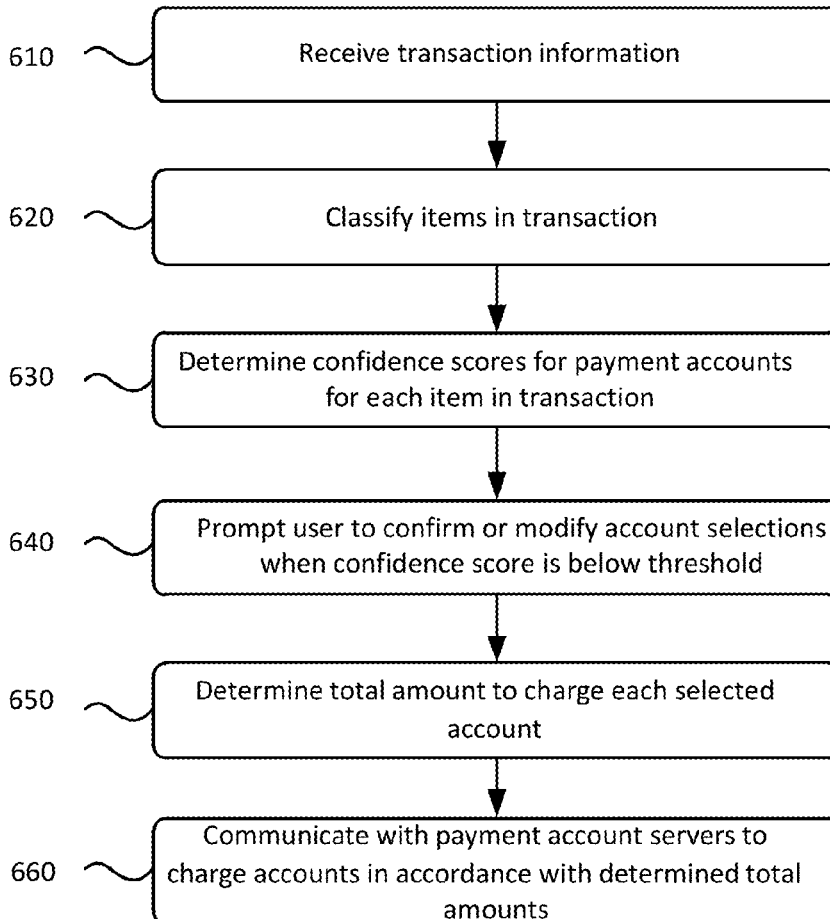 610
Receive transaction information
620
Classify items in transaction
630
Determine confidence scores for payment accounts
for each item in transaction
640
Prompt user to confirm or modify account selections
when confidence score is below threshold
650
Determine total amount to charge each selected
account
660
Communicate with payment account servers to
charge accounts in accordance with determined total
amounts